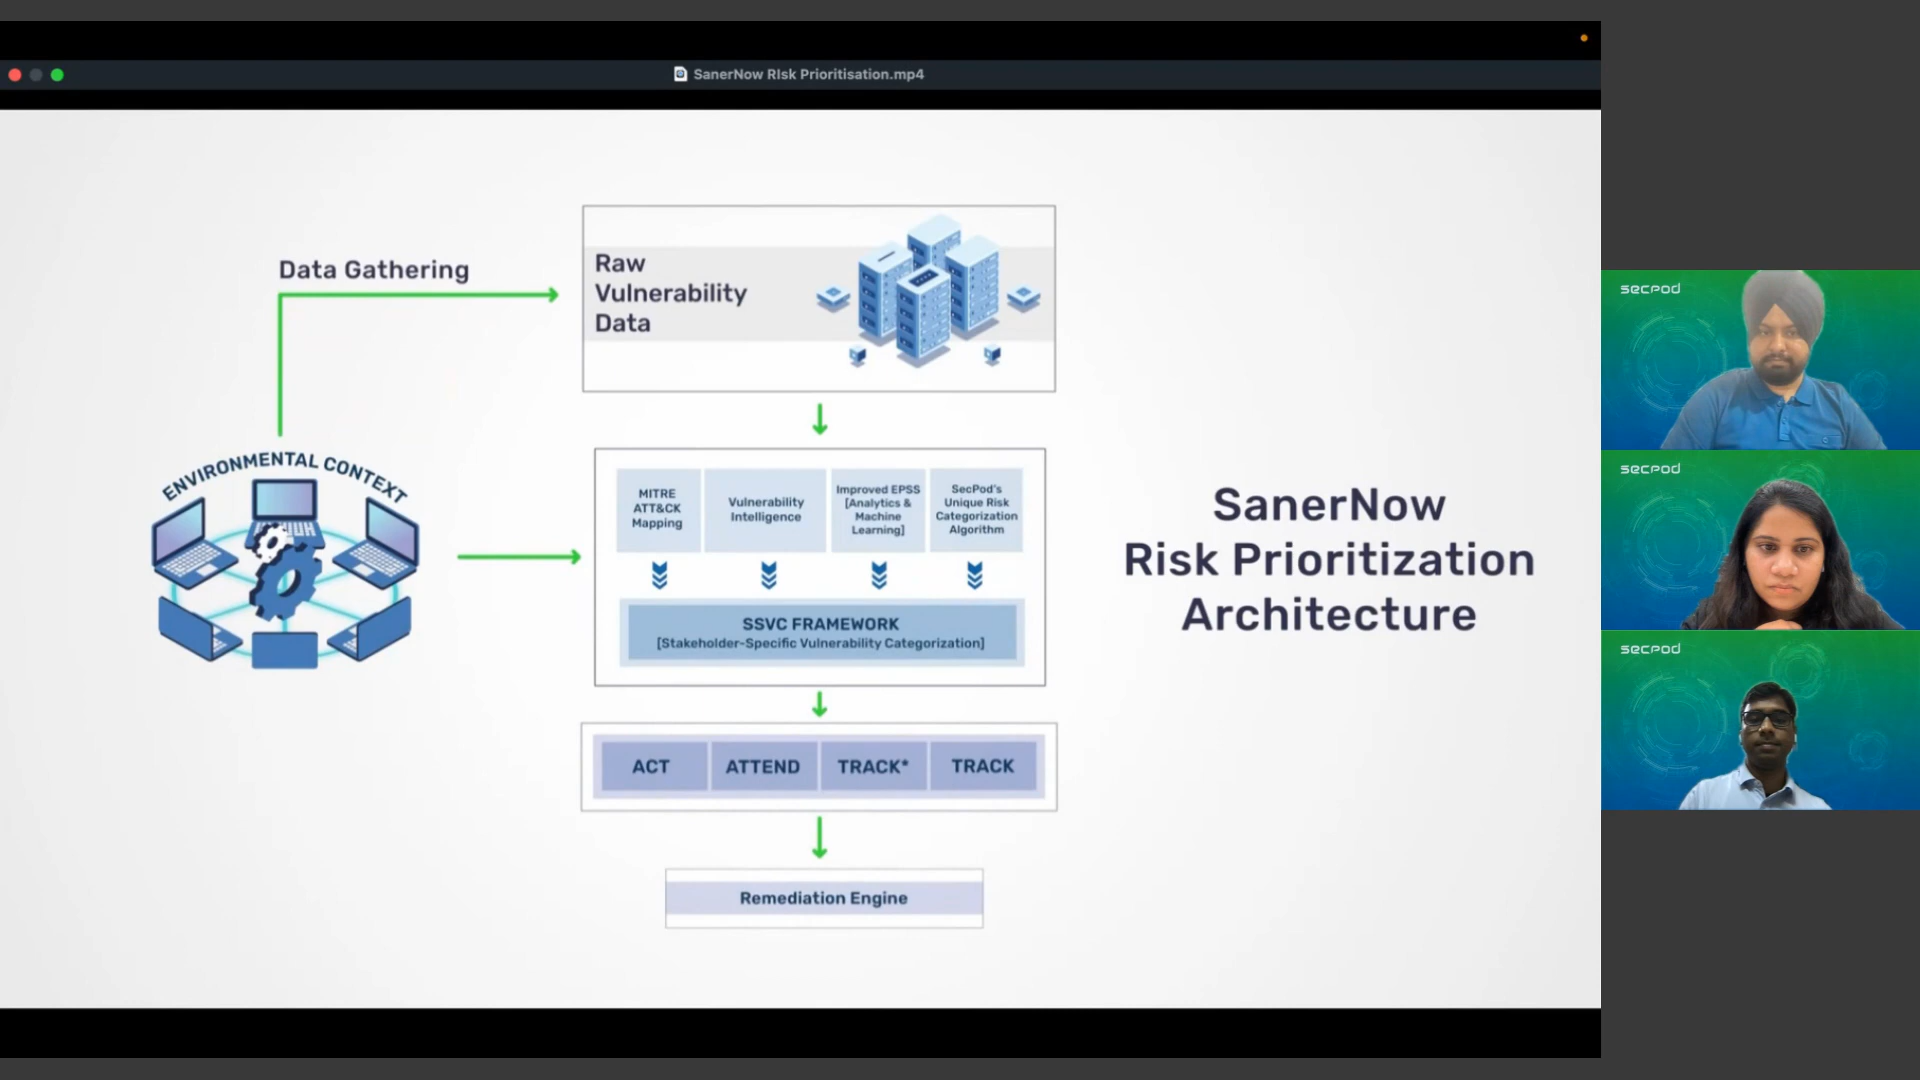 SanerNow RIsk Prioritisation.mp4
Data Gathering
Raw
Vulnerability
Data
ENVIRONMENTAL CONTEXT
MITRE
ATT&CK
Mapping
Vulnerability
Intelligence
Improved EPSS
[Analytics &
Machine
Learning]
SecPod's
Unique Risk
Categorization
Algorithm
SSVC FRAMEWORK
[Stakeholder-Specific Vulnerability Categorization]
ACT
ATTEND
TRACK*
TRACK
Remediation Engine
SanerNow
Risk Prioritization
Architecture
secpod
secpod
secpod